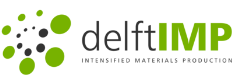 delftIMP
INTENSIFIED MATERIALS PRODUCTION